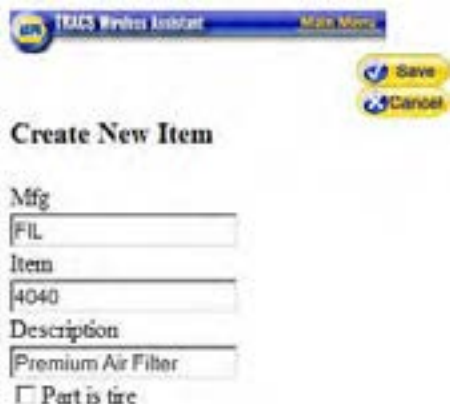 NAPA TRACS Wireless Assistant Main Menu
Save
Cancel
Create New Item
Mfg
FIL
Item
4040
Description
Premium Air Filter
Part is tire